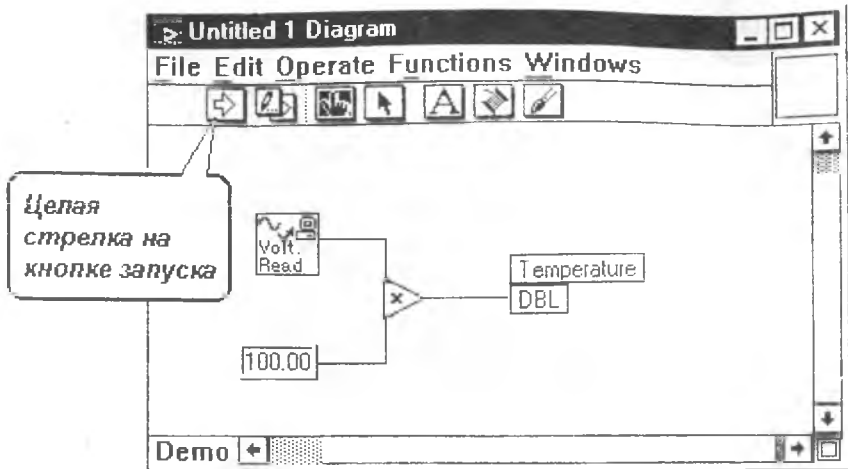 Untitled 1 Diagram
File Edit Operate Functions Windows
A
Целая
стрелка на
кнопке запуска
Volt.
Read
Temperature
DBL
x
100.00
Demo